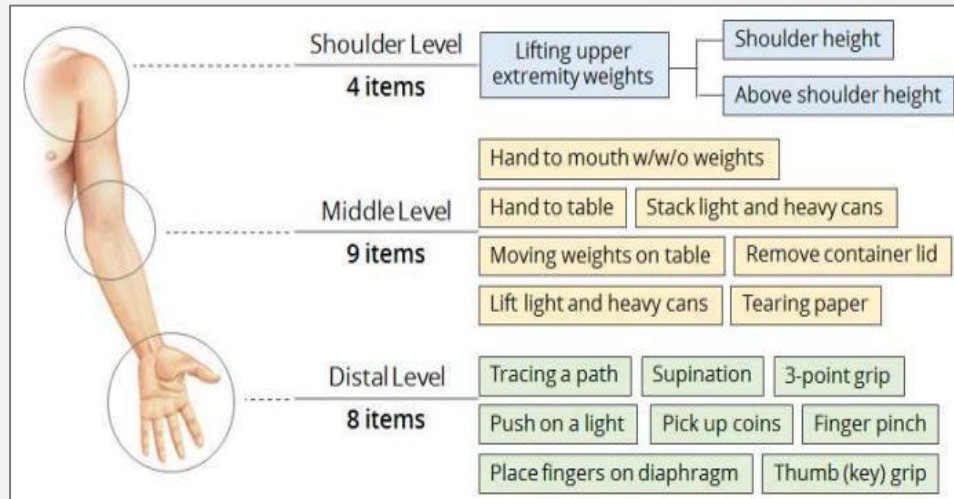 Shoulder Level
4 items
Lifting upper
extremity weights
Shoulder height
Above shoulder height
Middle Level
9 items
Hand to mouth w/w/o weights
Hand to table
Stack light and heavy cans
Moving weights on table
Remove container lid
Lift light and heavy cans
Tearing paper
Distal Level
8 items
Tracing a path
Supination
3-point grip
Push on a light
Pick up coins
Finger pinch
Place fingers on diaphragm
Thumb (key) grip